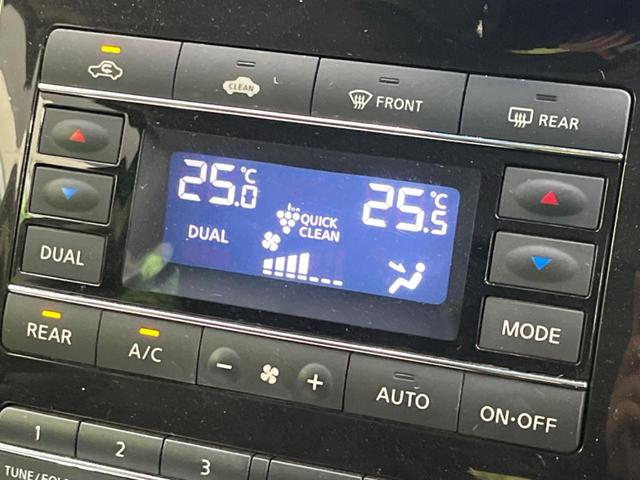 CLEAN
FRONT
REAR
25.0°C
25.5°C
Ion
QUICK
CLEAN
DUAL
DUAL
MODE
REAR
A/C
- +
AUTO
ON·OFF
1
2
3